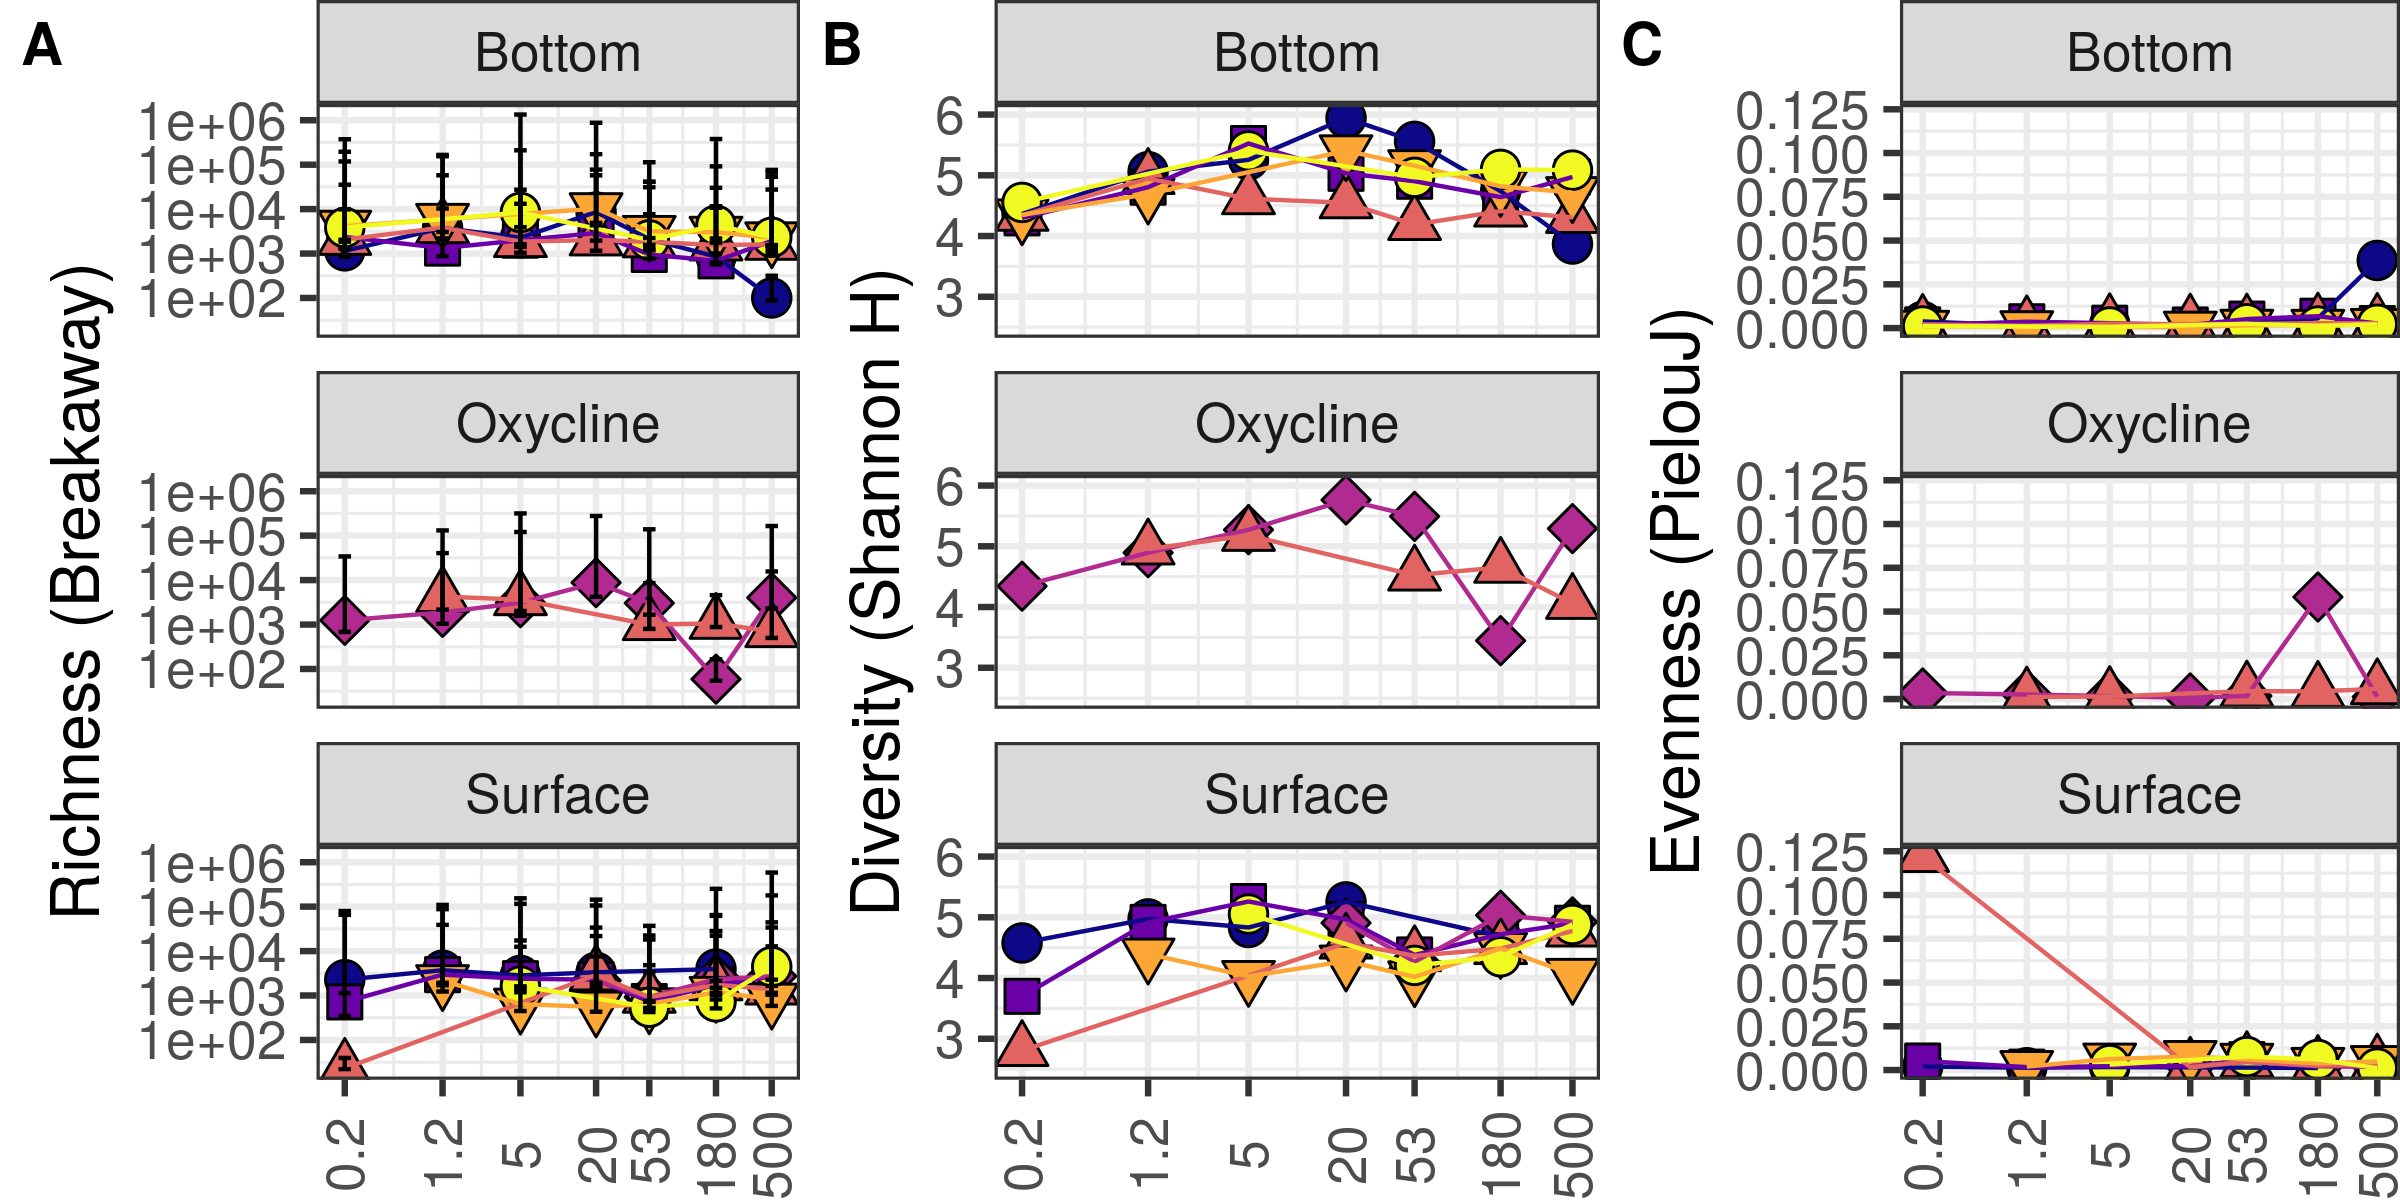 A
Richness (Breakaway)
Bottom
1e+06
1e+05
1e+04
1e+03
1e+02
Oxycline
1e+06
1e+05
1e+04
1e+03
1e+02
Surface
1e+06
1e+05
1e+04
1e+03
1e+02
0.2
1.2
5
20
53
180
500
B
Diversity (Shannon H)
Bottom
6
5
4
3
Oxycline
6
5
4
3
Surface
6
5
4
3
0.2
1.2
5
20
53
180
500
C
Evenness (PielouJ)
Bottom
0.125
0.100
0.075
0.050
0.025
0.000
Oxycline
0.125
0.100
0.075
0.050
0.025
0.000
Surface
0.125
0.100
0.075
0.050
0.025
0.000
0.2
1.2
5
20
53
180
500